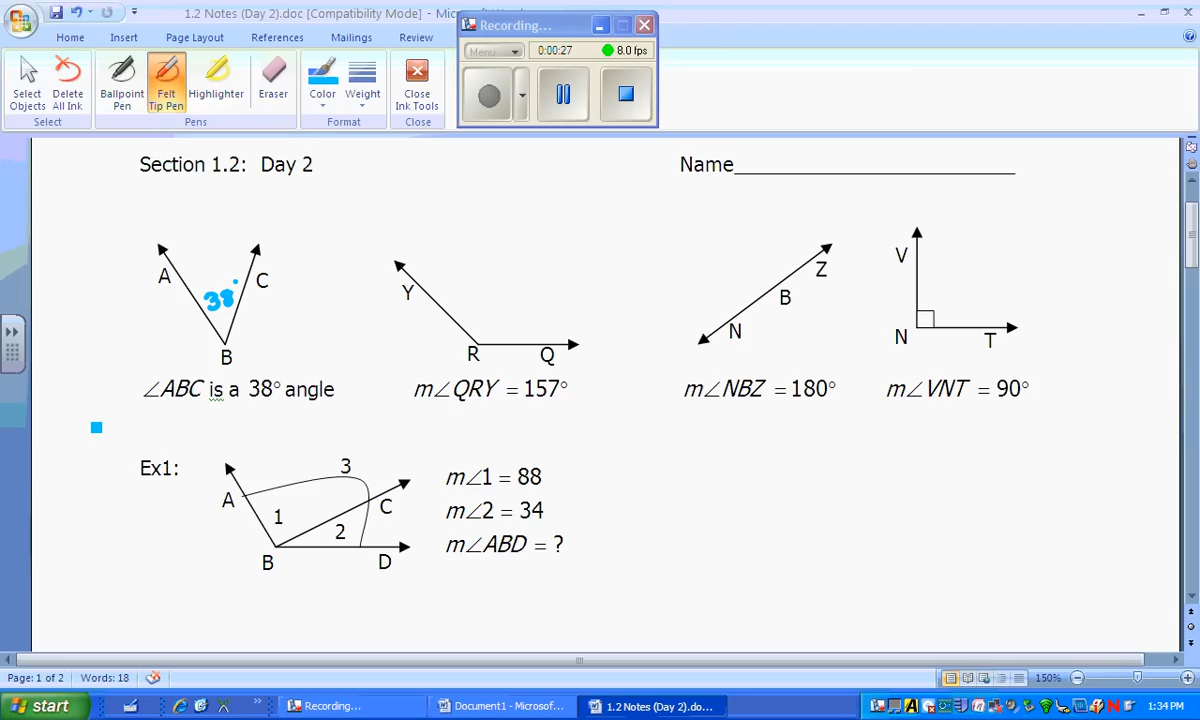 1.2 Notes (Day 2).doc [Compatibility Mode] - M
Recording...
Home Insert Page Layout References Mailings Review
Menu 0:00:27 8.0 fps
Select Objects
Delete All Ink
Ballpoint Pen
Felt Tip Pen
Highlighter
Eraser
Color
Weight
Close Ink Tools
Select Pens Format Close
Section 1.2: Day 2 Name____________________________
A 38° C B
Y R Q
N B Z
V N T
∠ABC is a 38° angle
m∠QRY = 157°
m∠NBZ = 180°
m∠VNT = 90°
Ex1:
A 1 3 C 2 B D
m∠1 = 88
m∠2 = 34
m∠ABD = ?
Page: 1 of 2 Words: 18 150%
start Recording... Document1 - Microsof... 1.2 Notes (Day 2).do... 1:34 PM